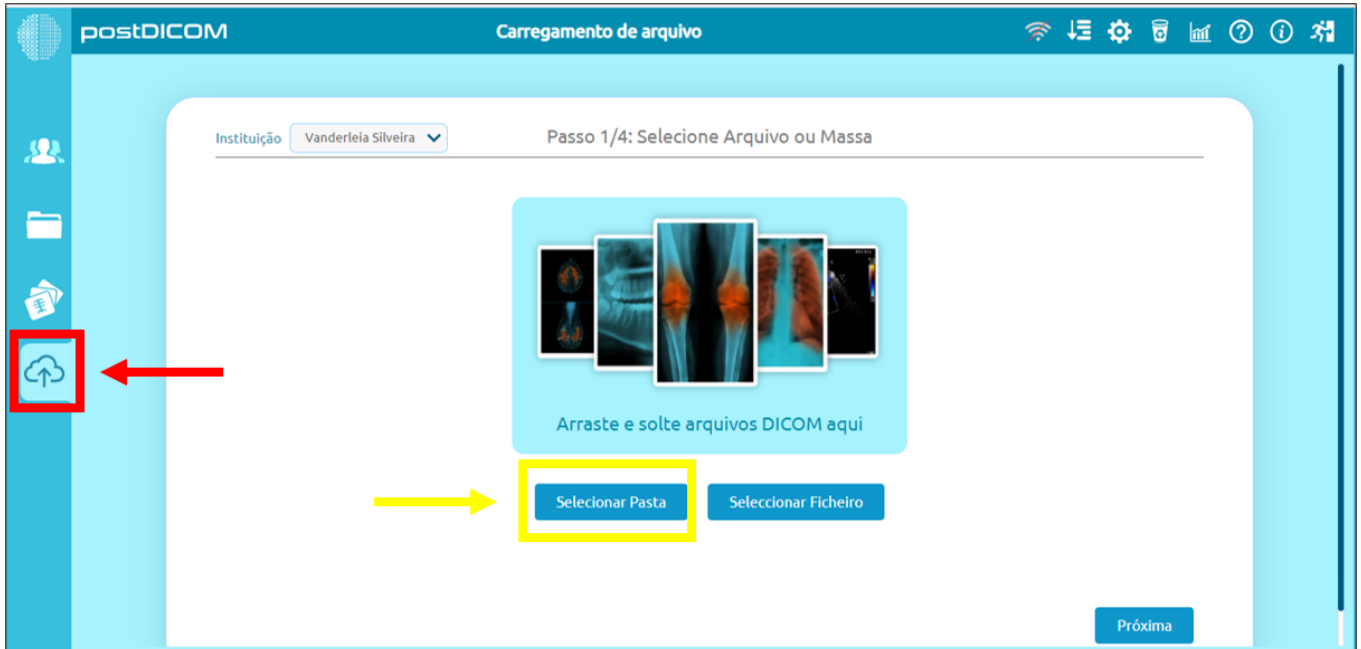 postDICOM
Carregamento de arquivo
Instituição
Vanderleia Silveira
Passo 1/4: Selecione Arquivo ou Massa
Arraste e solte arquivos DICOM aqui
Selecionar Pasta
Seleccionar Ficheiro
Próxima